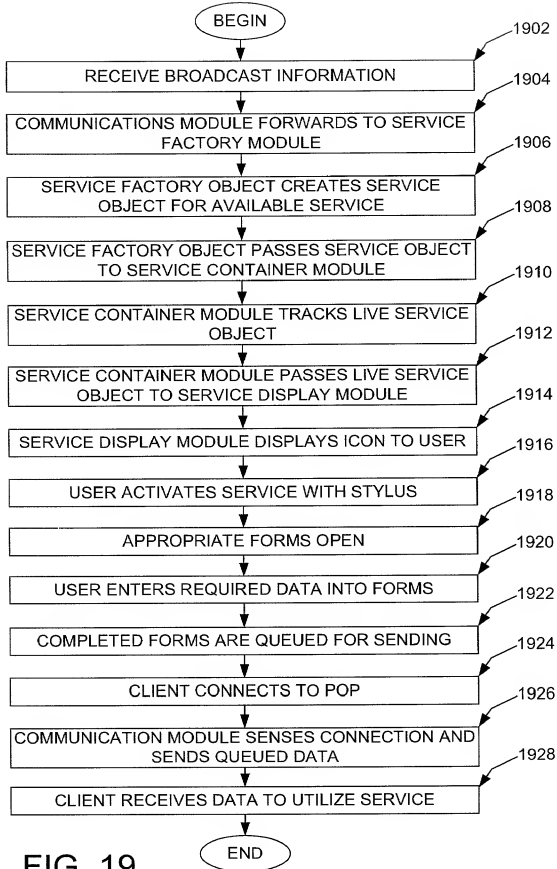 BEGIN
1902
RECEIVE BROADCAST INFORMATION
1904
COMMUNICATIONS MODULE FORWARDS TO SERVICE
FACTORY MODULE
1906
SERVICE FACTORY OBJECT CREATES SERVICE
OBJECT FOR AVAILABLE SERVICE
1908
SERVICE FACTORY OBJECT PASSES SERVICE OBJECT
TO SERVICE CONTAINER MODULE
1910
SERVICE CONTAINER MODULE TRACKS LIVE SERVICE
OBJECT
1912
SERVICE CONTAINER MODULE PASSES LIVE SERVICE
OBJECT TO SERVICE DISPLAY MODULE
1914
SERVICE DISPLAY MODULE DISPLAYS ICON TO USER
1916
USER ACTIVATES SERVICE WITH STYLUS
1918
APPROPRIATE FORMS OPEN
1920
USER ENTERS REQUIRED DATA INTO FORMS
1922
COMPLETED FORMS ARE QUEUED FOR SENDING
1924
CLIENT CONNECTS TO POP
1926
COMMUNICATION MODULE SENSES CONNECTION AND
SENDS QUEUED DATA
1928
CLIENT RECEIVES DATA TO UTILIZE SERVICE
END
FIG. 19